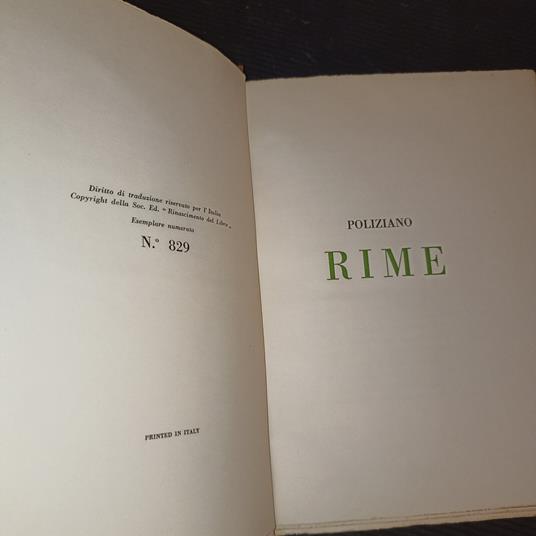 Diritto di traduzione riservato per l' Italia
Copyright della Soc. Ed. " Rinascimento del Libro „
Esemplare numerato
N.° 829
PRINTED IN ITALY
POLIZIANO
RIME